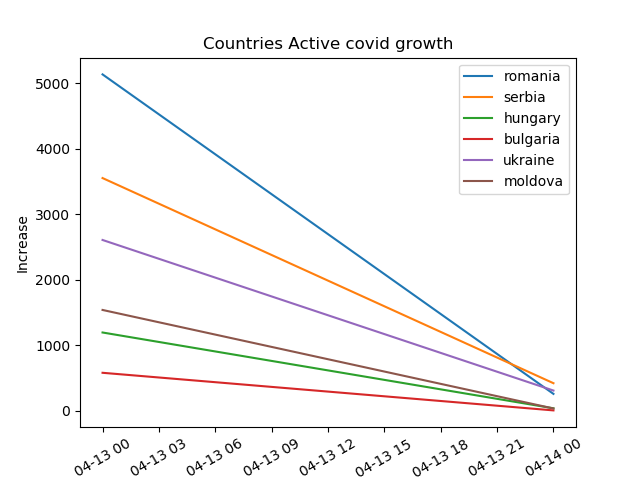 Countries Active covid growth
Increase
5000
4000
3000
2000
1000
0
romania
serbia
hungary
bulgaria
ukraine
moldova
04-13 00
04-13 03
04-13 06
04-13 09
04-13 12
04-13 15
04-13 18
04-13 21
04-14 00